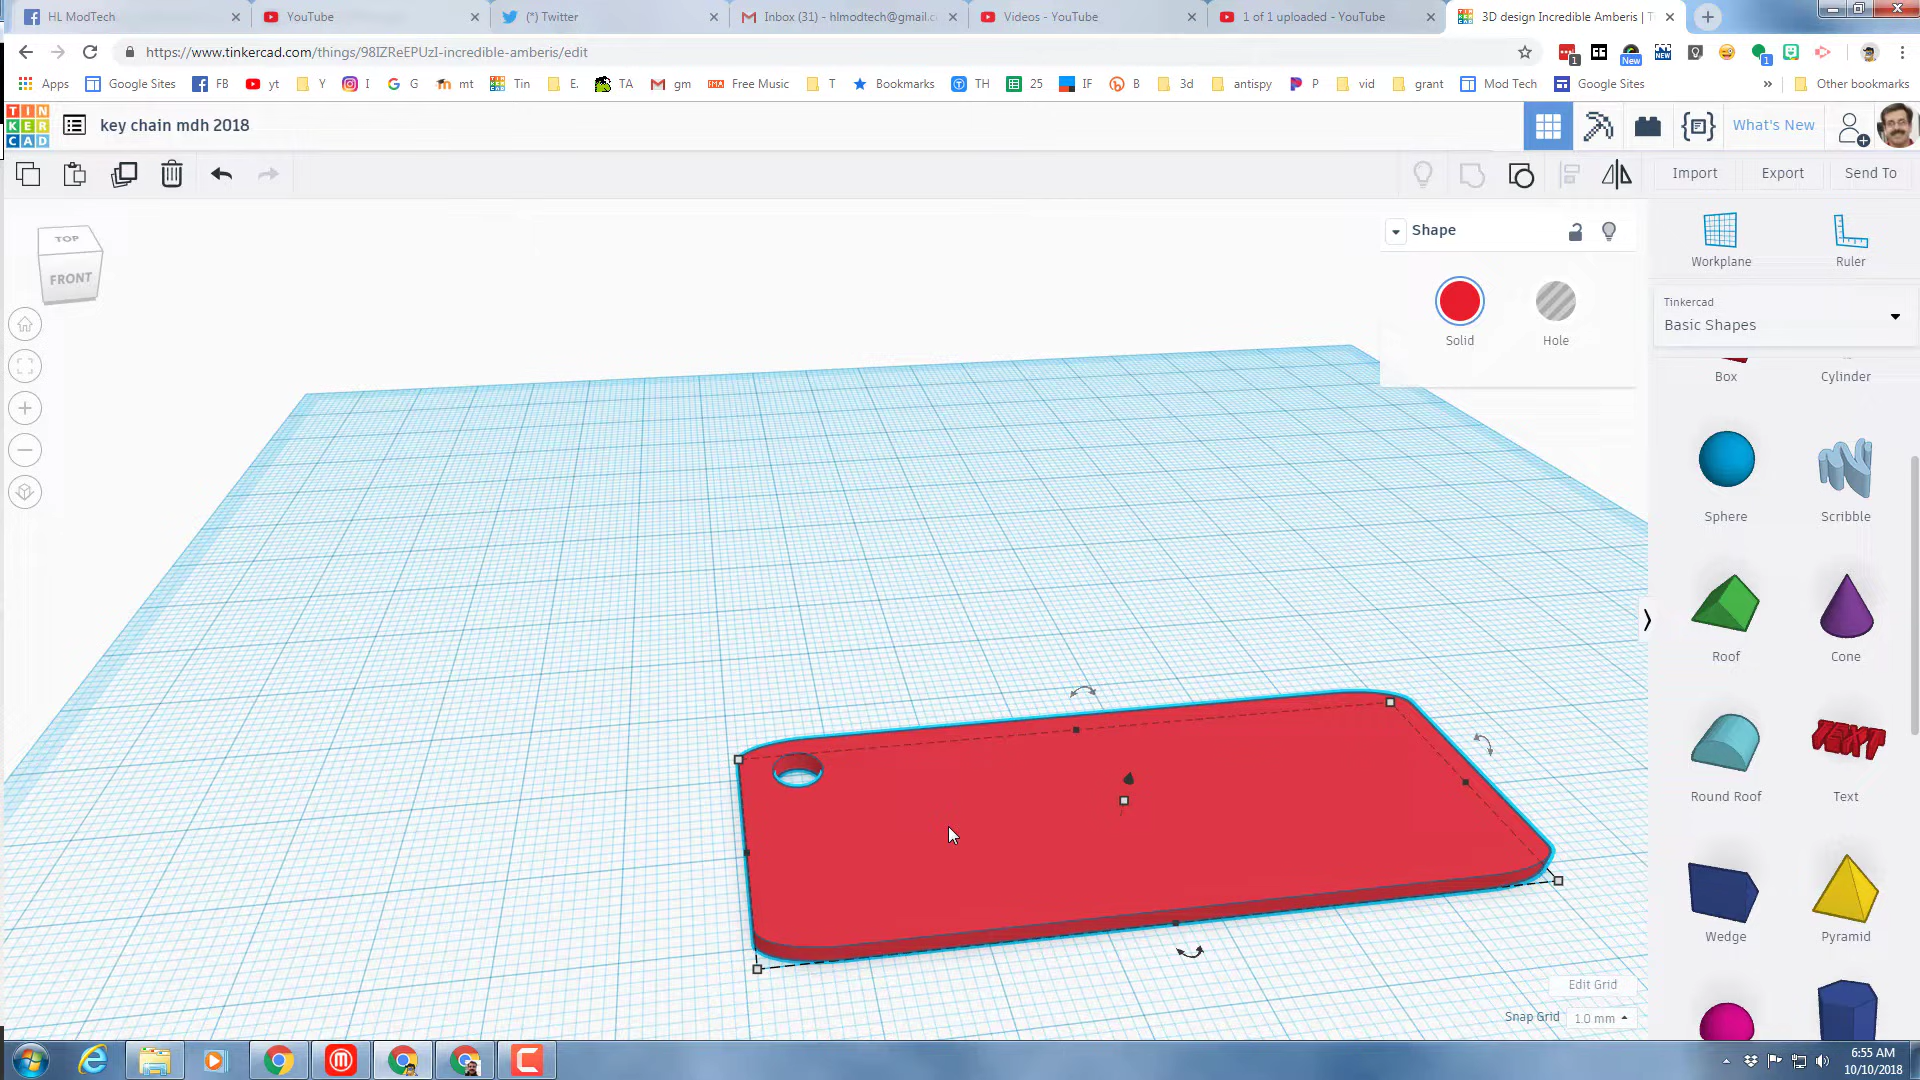 HL ModTech
YouTube
(*) Twitter
Inbox (31) - hlmodtech@gmail.c
Videos - YouTube
1 of 1 uploaded - YouTube
3D design Incredible Amberis | T
https://www.tinkercad.com/things/98IZReEPUzI-incredible-amberis/edit
1
New
NEW
1
Apps
Google Sites
FB
yt
Y
I
G
mt
Tin
E.
TA
gm
Free Music
T
Bookmarks
TH
25
IF
B
3d
antispy
P
vid
grant
Mod Tech
Google Sites
»
Other bookmarks
TIN
KER
CAD
key chain mdh 2018
What's New
Import
Export
Send To
TOP
FRONT
Shape
Solid
Hole
Workplane
Ruler
Tinkercad
Basic Shapes
Box
Cylinder
Sphere
Scribble
Roof
Cone
Round Roof
TEXT
Text
Wedge
Pyramid
Edit Grid
Snap Grid
1.0 mm
6:55 AM
10/10/2018